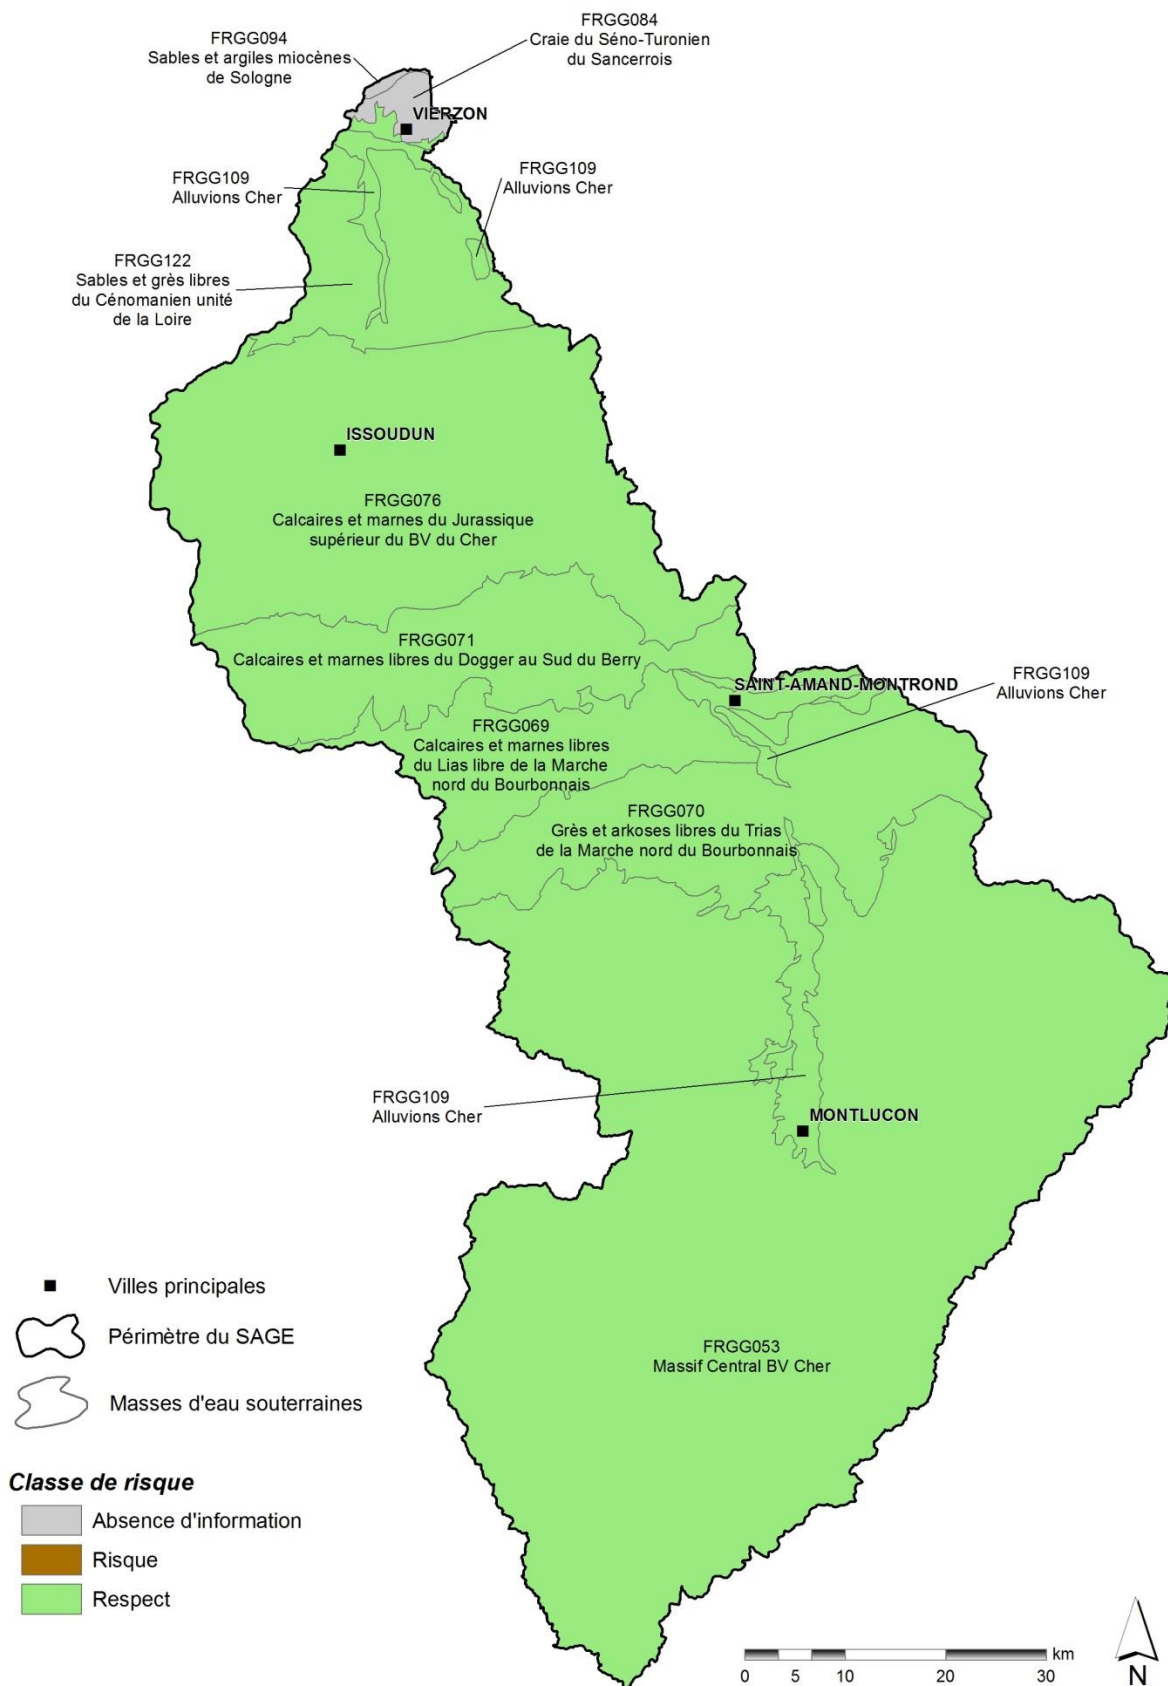 FRGG084
Craie du Séno-Turonien
du Sancerrois
FRGG094
Sables et argiles miocènes
de Sologne
VIERZON
FRGG109
Alluvions Cher
FRGG109
Alluvions Cher
FRGG122
Sables et grès libres
du Cénomanien unité
de la Loire
ISSOUDUN
FRGG076
Calcaires et marnes du Jurassique
supérieur du BV du Cher
FRGG071
Calcaires et marnes libres du Dogger au Sud du Berry
FRGG109
Alluvions Cher
SAINT-AMAND-MONTROND
FRGG069
Calcaires et marnes libres
du Lias libre de la Marche
nord du Bourbonnais
FRGG070
Grès et arkoses libres du Trias
de la Marche nord du Bourbonnais
FRGG109
Alluvions Cher
MONTLUCON
FRGG053
Massif Central BV Cher
Villes principales
Périmètre du SAGE
Masses d'eau souterraines
Classe de risque
Absence d'information
Risque
Respect
km
0 5 10 20 30
N